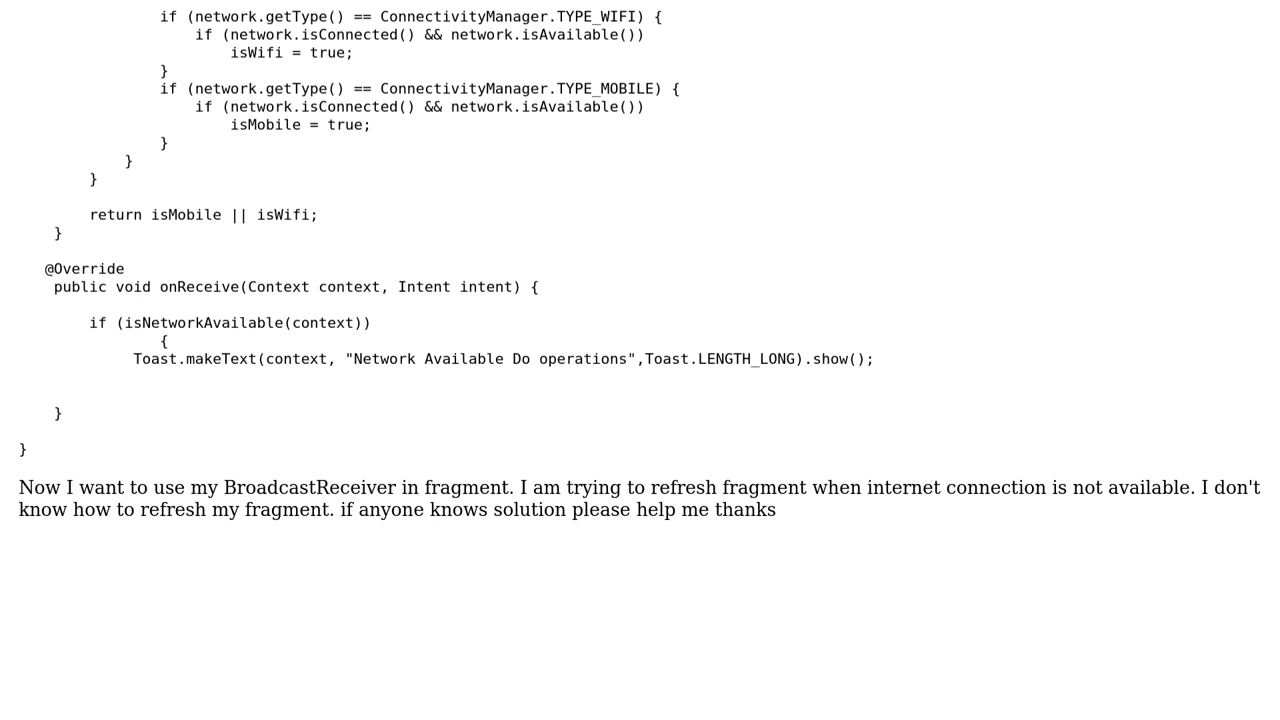 if (network.getType() == ConnectivityManager.TYPE_WIFI) {
if (network.isConnected() && network.isAvailable())
isWifi = true;
}
if (network.getType() == ConnectivityManager.TYPE_MOBILE) {
if (network.isConnected() && network.isAvailable())
isMobile = true;
}
}
}
return isMobile || isWifi;
}
@Override
public void onReceive(Context context, Intent intent) {
if (isNetworkAvailable(context))
{
Toast.makeText(context, "Network Available Do operations",Toast.LENGTH_LONG).show();
}
}
Now I want to use my BroadcastReceiver in fragment. I am trying to refresh fragment when internet connection is not available. I don't
know how to refresh my fragment. if anyone knows solution please help me thanks